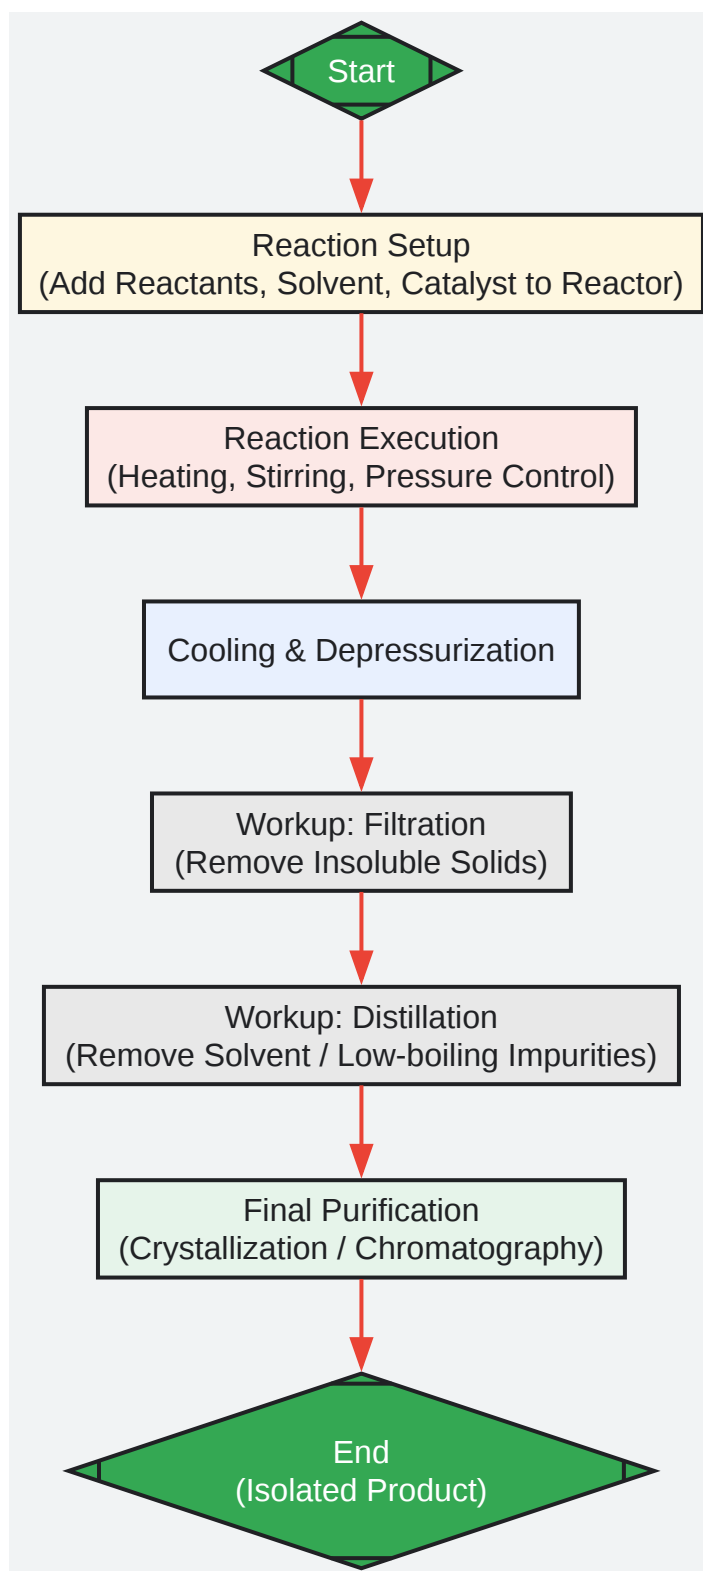 Start
Reaction Setup
(Add Reactants, Solvent, Catalyst to Reactor)
Reaction Execution
(Heating, Stirring, Pressure Control)
Cooling & Depressurization
Workup: Filtration
(Remove Insoluble Solids)
Workup: Distillation
(Remove Solvent / Low-boiling Impurities)
Final Purification
(Crystallization / Chromatography)
End
(Isolated Product)